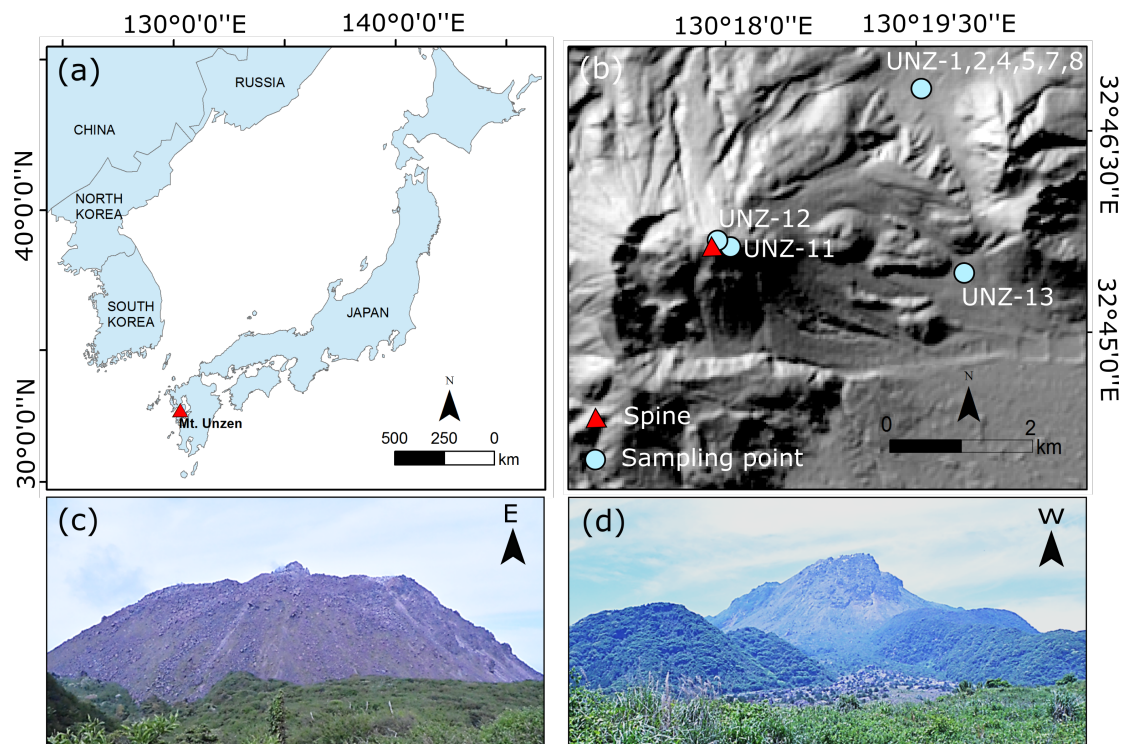 130°0'0"E
140°0'0"E
40°0'0"N
30°0'0"N
(a)
RUSSIA
CHINA
NORTH
KOREA
SOUTH
KOREA
JAPAN
Mt. Unzen
N
500 250 0
km
130°18'0"E
130°19'30"E
32°46'30"E
32°45'0"E
(b)
UNZ-1,2,4,5,7,8
UNZ-12
UNZ-11
UNZ-13
Spine
Sampling point
N
0 2
km
(c)
E
(d)
W